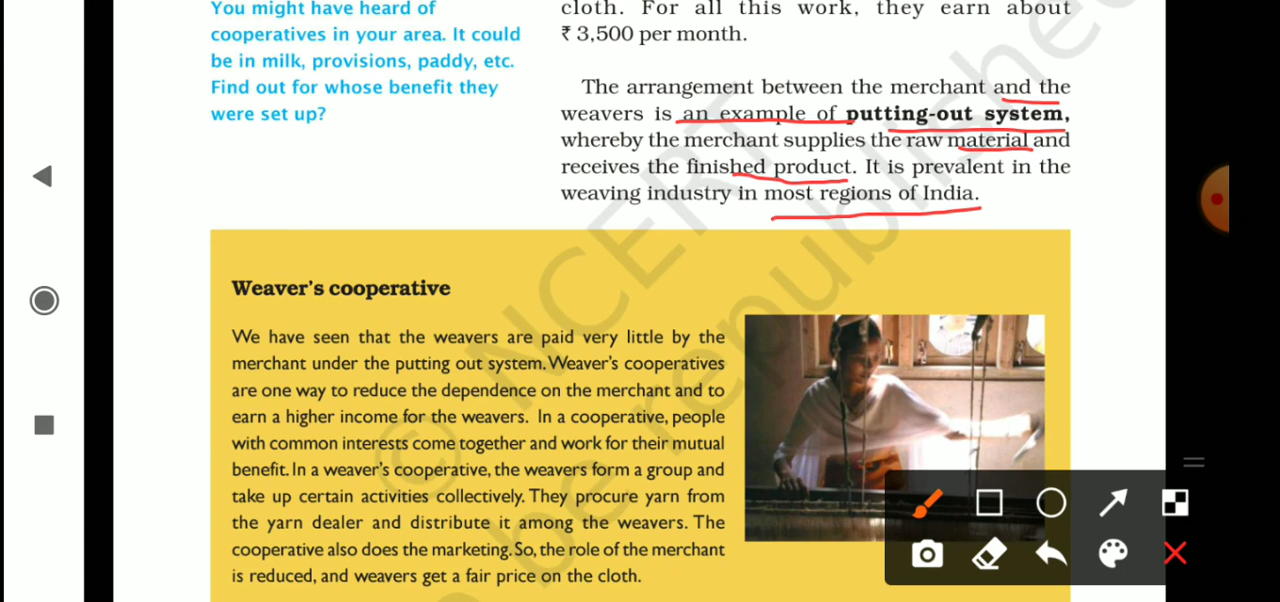 You might have heard of
cooperatives in your area. It could
be in milk, provisions, paddy, etc.
Find out for whose benefit they
were set up?
cloth. For all this work, they earn about
₹ 3,500 per month.
The arrangement between the merchant and the
weavers is an example of putting-out system,
whereby the merchant supplies the raw material and
receives the finished product. It is prevalent in the
weaving industry in most regions of India.
Weaver's cooperative
We have seen that the weavers are paid very little by the
merchant under the putting out system. Weaver's cooperatives
are one way to reduce the dependence on the merchant and to
earn a higher income for the weavers. In a cooperative, people
with common interests come together and work for their mutual
benefit. In a weaver's cooperative, the weavers form a group and
take up certain activities collectively. They procure yarn from
the yarn dealer and distribute it among the weavers. The
cooperative also does the marketing. So, the role of the merchant
is reduced, and weavers get a fair price on the cloth.
© NCERT
be republished